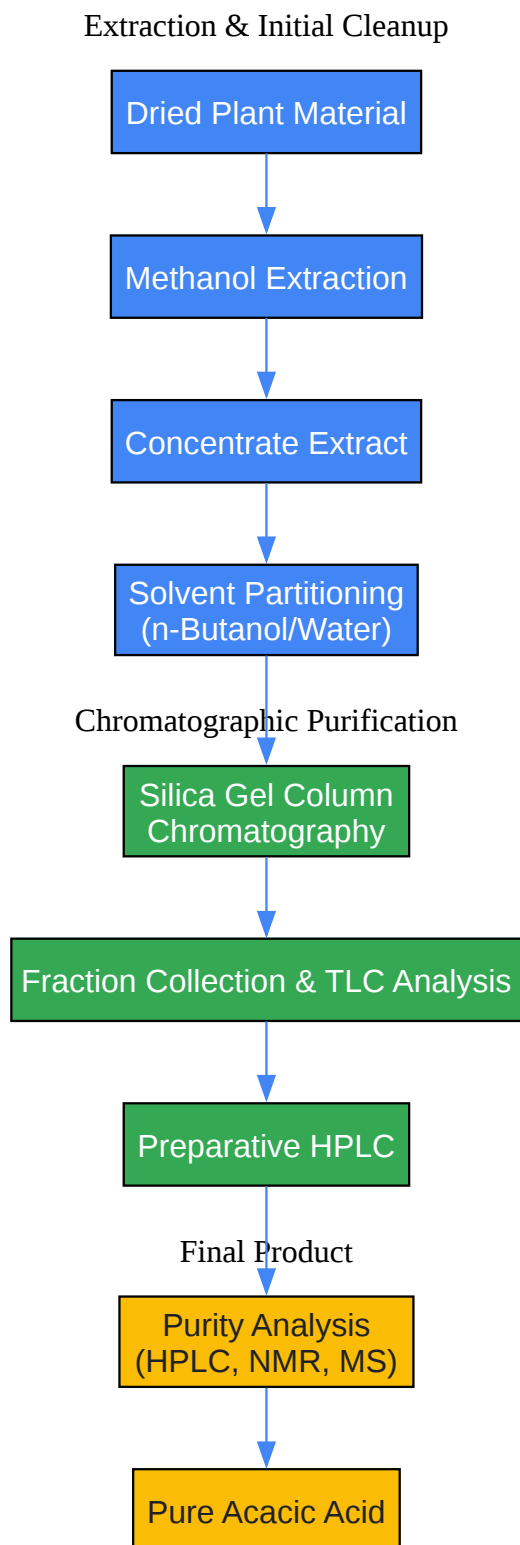 Extraction & Initial Cleanup
Dried Plant Material
Methanol Extraction
Concentrate Extract
Solvent Partitioning
(n-Butanol/Water)
Chromatographic Purification
Silica Gel Column
Chromatography
Fraction Collection & TLC Analysis
Preparative HPLC
Final Product
Purity Analysis
(HPLC, NMR, MS)
Pure Acacic Acid